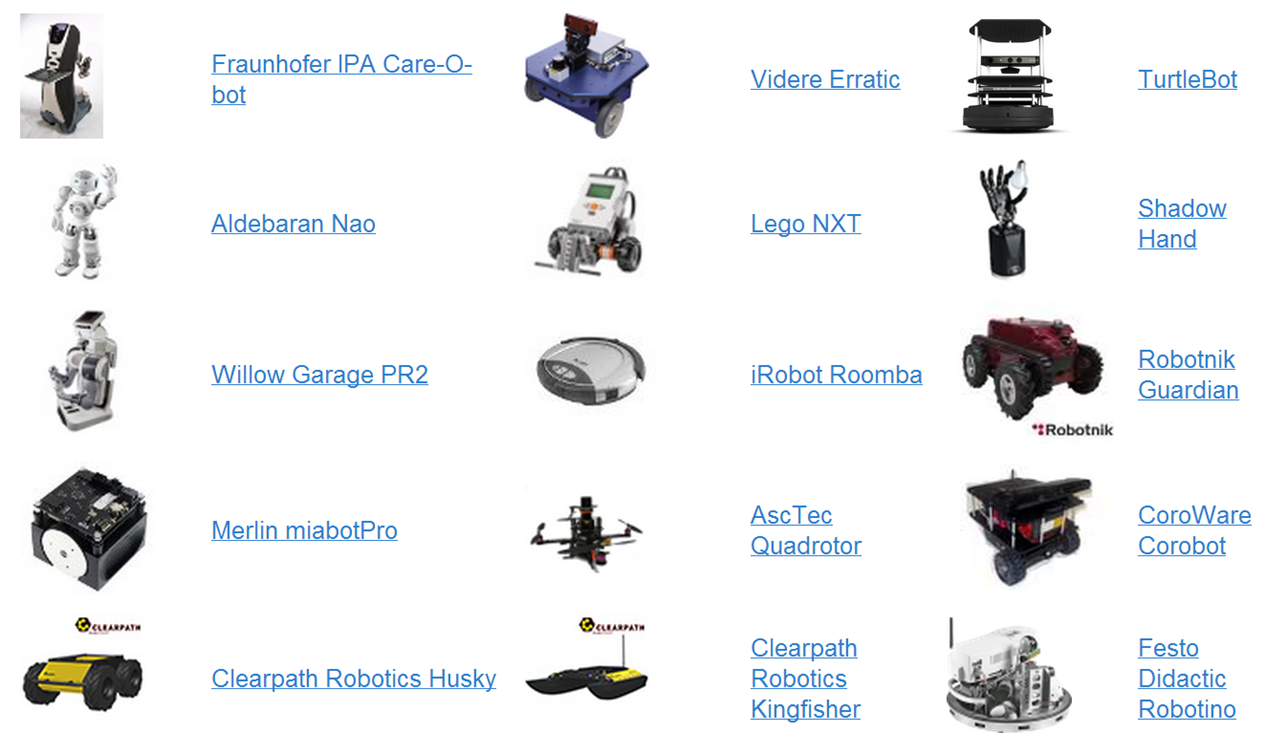 Fraunhofer IPA Care-O-
bot
Videre Erratic
TurtleBot
Aldebaran Nao
Lego NXT
Shadow
Hand
Willow Garage PR2
iRobot Roomba
Robotnik
Guardian
Robotnik
Merlin miabotPro
AscTec
Quadrotor
CoroWare
Corobot
CLEARPATH
Clearpath Robotics Husky
CLEARPATH
Clearpath
Robotics
Kingfisher
Festo
Didactic
Robotino